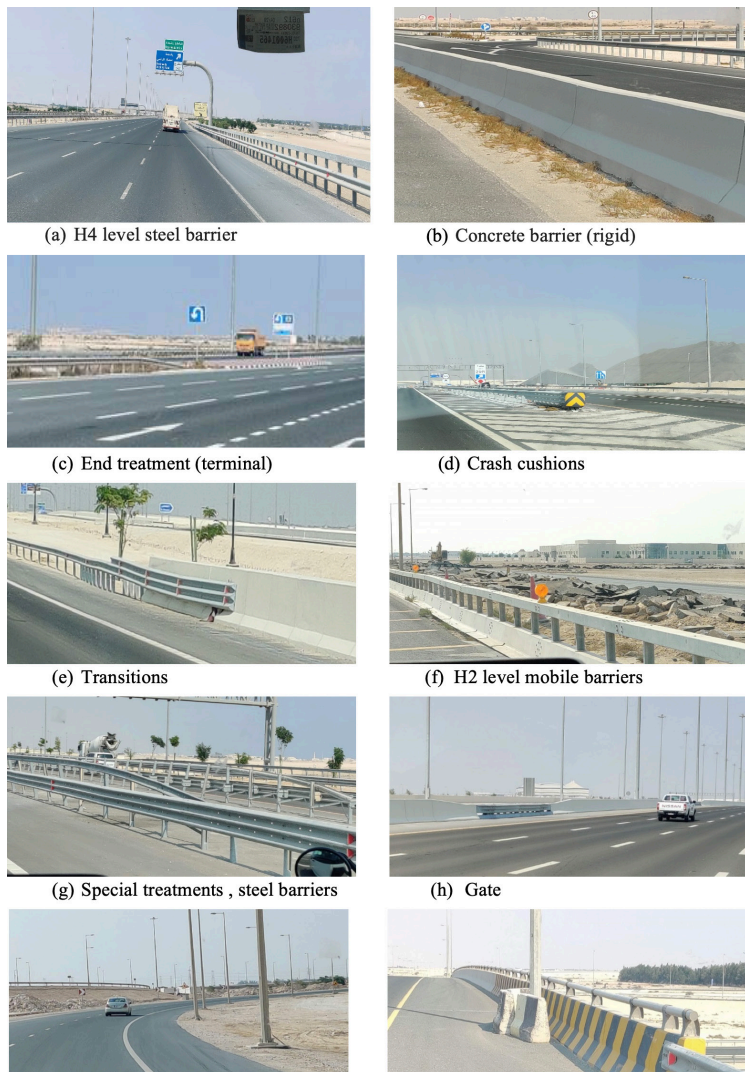 (a) H4 level steel barrier
(b) Concrete barrier (rigid)
(c) End treatment (terminal)
(d) Crash cushions
(e) Transitions
(f) H2 level mobile barriers
(g) Special treatments , steel barriers
(h) Gate